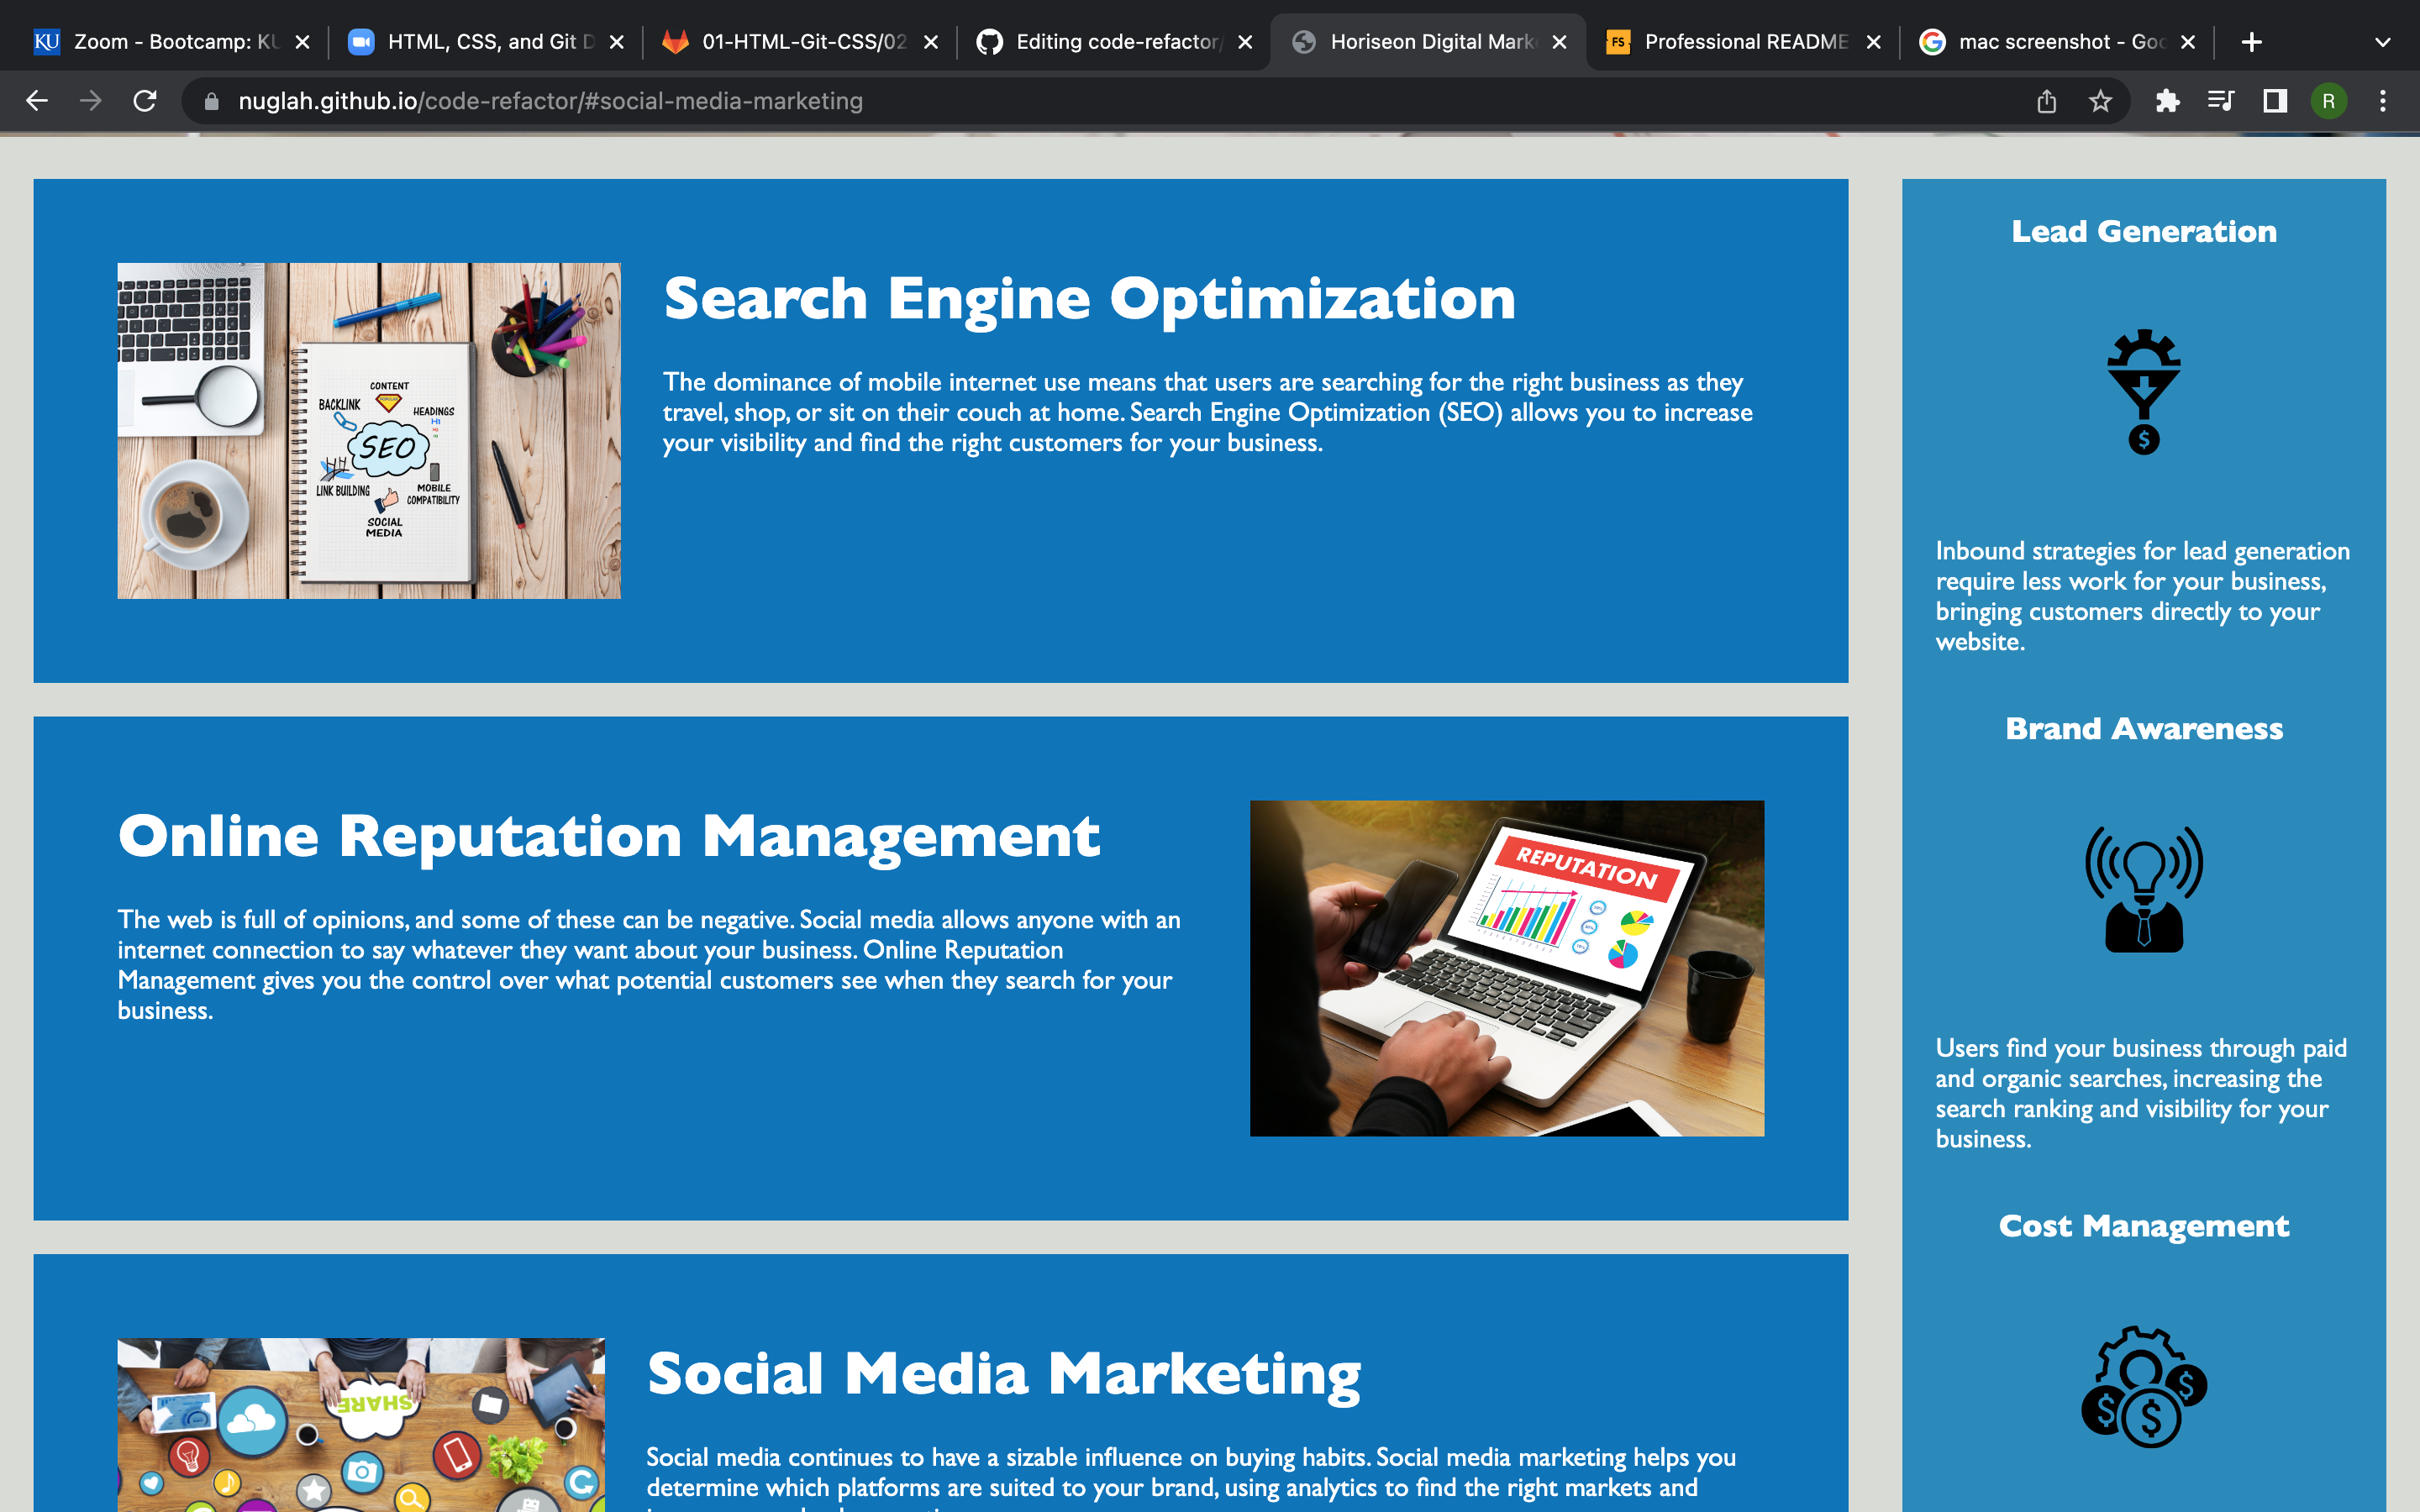 KU Zoom - Bootcamp: KU
HTML, CSS, and Git D
01-HTML-Git-CSS/02
Editing code-refactor/
Horiseon Digital Mark
FS Professional README
mac screenshot - Goo
nuglah.github.io/code-refactor/#social-media-marketing
R
CONTENT
BACKLINK
HEADINGS
H1
SEO
LINK BUILDING
MOBILE
COMPATIBILITY
SOCIAL
MEDIA
Search Engine Optimization
The dominance of mobile internet use means that users are searching for the right business as they
travel, shop, or sit on their couch at home. Search Engine Optimization (SEO) allows you to increase
your visibility and find the right customers for your business.
Online Reputation Management
The web is full of opinions, and some of these can be negative. Social media allows anyone with an
internet connection to say whatever they want about your business. Online Reputation
Management gives you the control over what potential customers see when they search for your
business.
REPUTATION
SHARE
Social Media Marketing
Social media continues to have a sizable influence on buying habits. Social media marketing helps you
determine which platforms are suited to your brand, using analytics to find the right markets and
Lead Generation
$
Inbound strategies for lead generation
require less work for your business,
bringing customers directly to your
website.
Brand Awareness
Users find your business through paid
and organic searches, increasing the
search ranking and visibility for your
business.
Cost Management
$ $ $